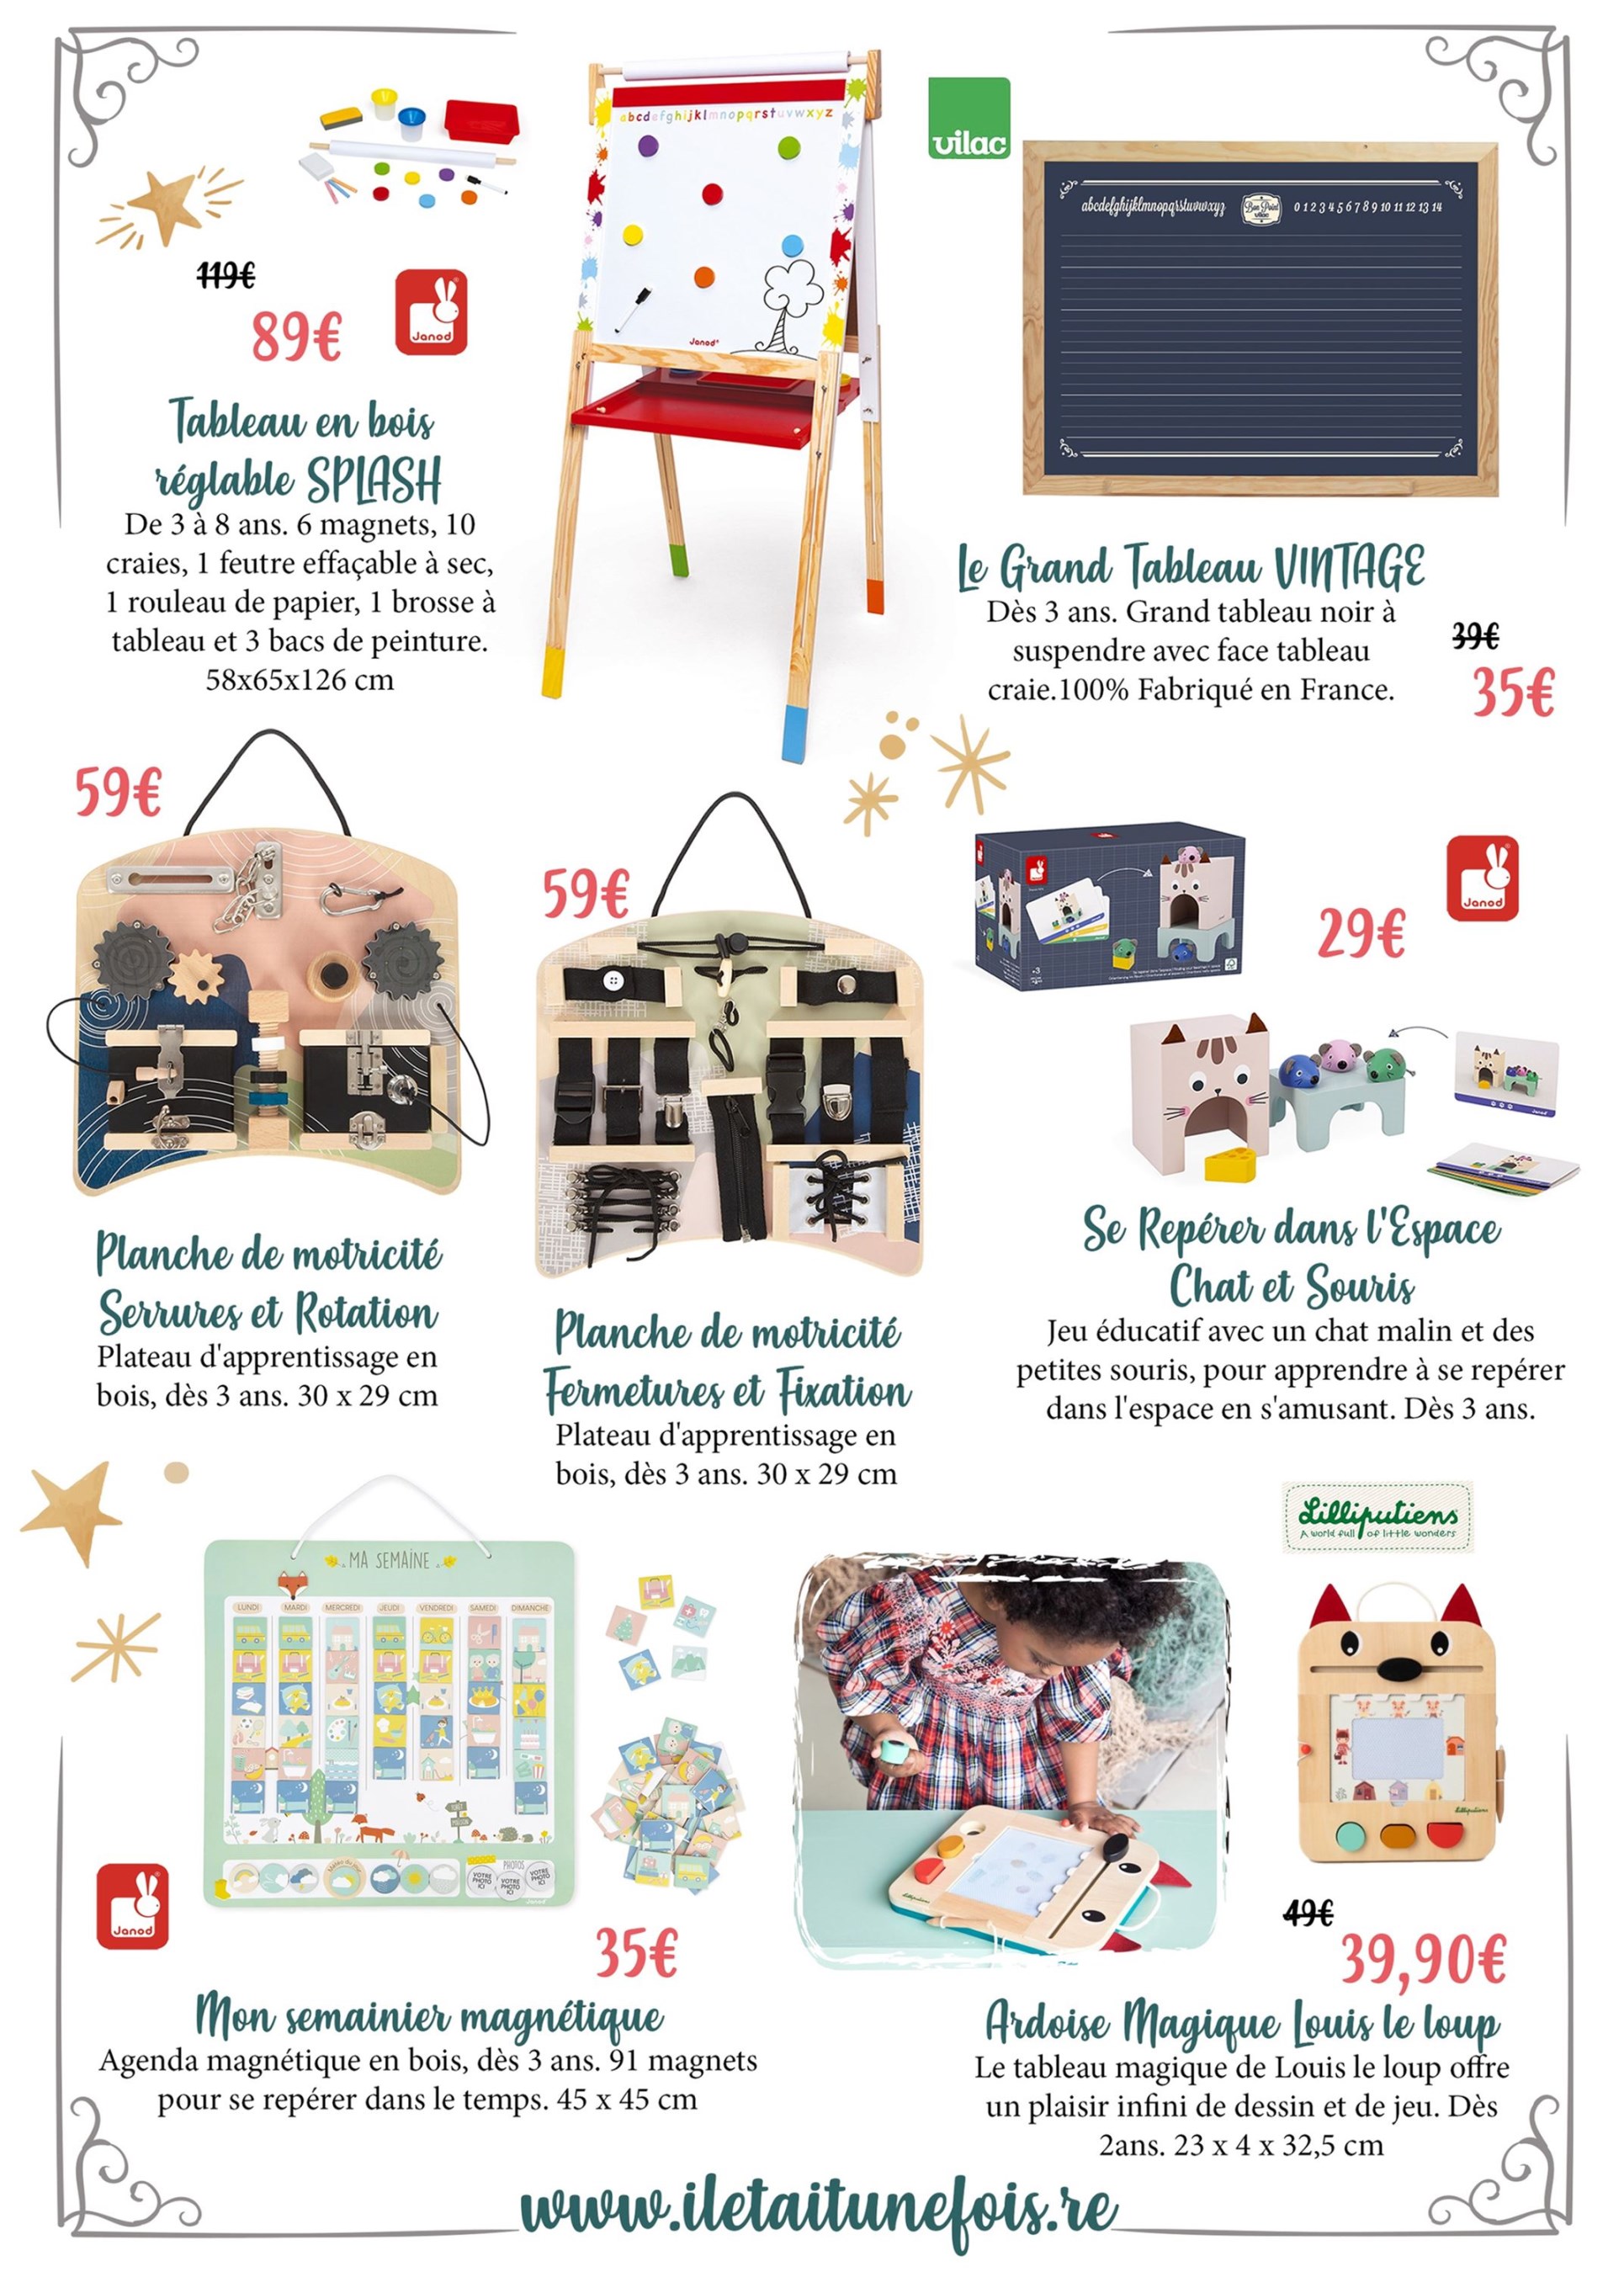 119€
89€
Janod
Tableau en bois
réglable SPLASH
De 3 à 8 ans. 6 magnets, 10
craies, 1 feutre effaçable à sec,
1 rouleau de papier, 1 brosse à
tableau et 3 bacs de peinture.
58x65x126 cm
abcdefghijklmnopqrstuvwxyz
Janod
vilac
abcdefghijklmnopqrstuvwxyz
Bon Point
vilac
0 1 2 3 4 5 6 7 8 9 10 11 12 13 14
Le Grand Tableau VINTAGE
Dès 3 ans. Grand tableau noir à
suspendre avec face tableau
craie.100% Fabriqué en France.
39€
35€
59€
Planche de motricité
Serrures et Rotation
Plateau d'apprentissage en
bois, dès 3 ans. 30 x 29 cm
59€
Planche de motricité
Fermetures et Fixation
Plateau d'apprentissage en
bois, dès 3 ans. 30 x 29 cm
29€
Janod
Se Repérer dans l'Espace
Chat et Souris
Jeu éducatif avec un chat malin et des
petites souris, pour apprendre à se repérer
dans l'espace en s'amusant. Dès 3 ans.
MA SEMAINE
LUNDI MARDI MERCREDI JEUDI VENDREDI SAMEDI DIMANCHE
PHOTOS
VOTRE PHOTO ICI
VOTRE PHOTO ICI
VOTRE PHOTO ICI
Janod
Janod
35€
Mon semainier magnétique
Agenda magnétique en bois, dès 3 ans. 91 magnets
pour se repérer dans le temps. 45 x 45 cm
Lilliputiens
A world full of little wonders
Lilliputiens
49€
39,90€
Ardoise Magique Louis le loup
Le tableau magique de Louis le loup offre
un plaisir infini de dessin et de jeu. Dès
2ans. 23 x 4 x 32,5 cm
www.iletaitunefois.re